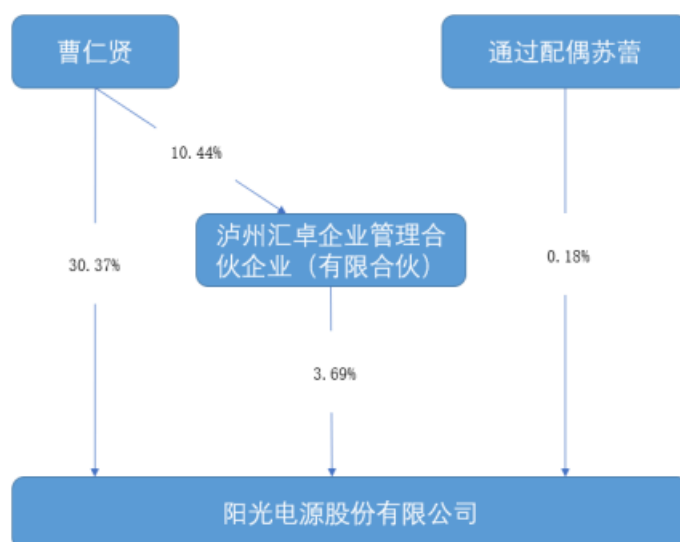 曹仁贤
通过配偶苏蕾
10.44%
泸州汇卓企业管理合
伙企业（有限合伙）
30.37%
0.18%
3.69%
阳光电源股份有限公司